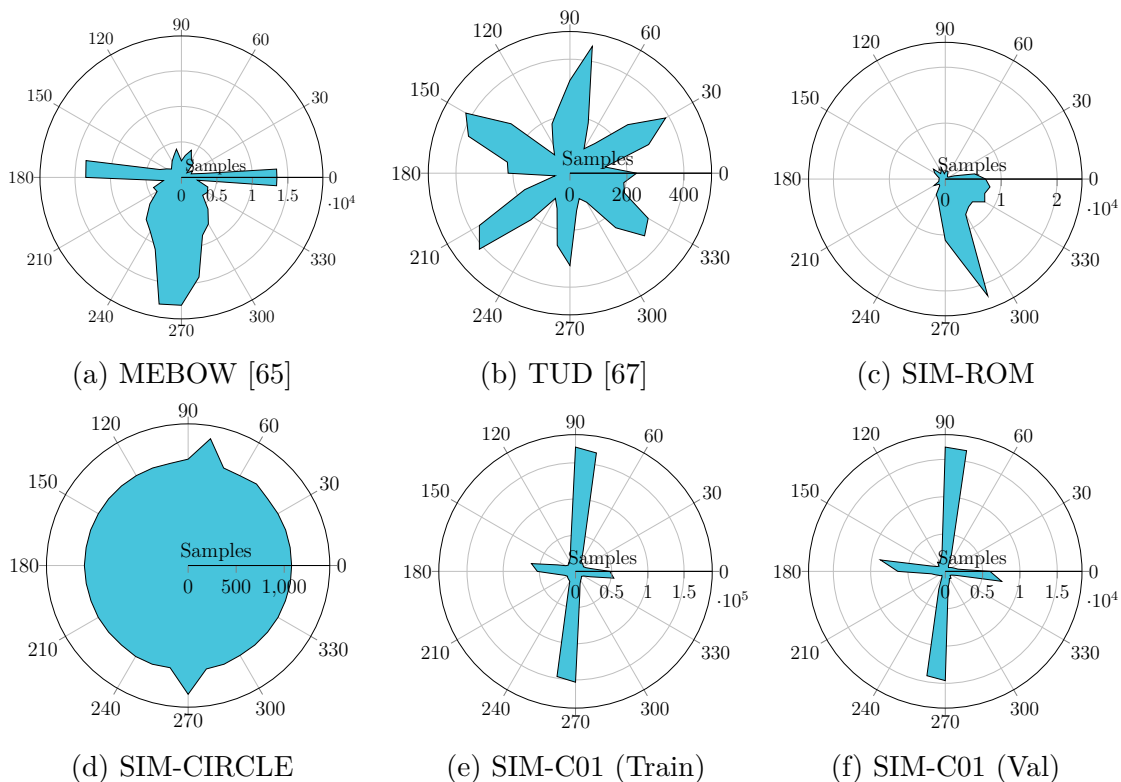 90
120 60
150 30
Samples
180 0
0 0.5 1 1.5
·10⁴
210 330
240 300
270
(a) MEBOW [65]
90
120 60
150 30
Samples
180 0
0 200 400
210 330
240 300
270
(b) TUD [67]
90
120 60
150 30
Samples
180 0
0 1 2
·10⁴
210 330
240 300
270
(c) SIM-ROM
90
120 60
150 30
Samples
180 0
0 500 1,000
210 330
240 300
270
(d) SIM-CIRCLE
90
120 60
150 30
Samples
180 0
0 0.5 1 1.5
·10⁵
210 330
240 300
270
(e) SIM-C01 (Train)
90
120 60
150 30
Samples
180 0
0 0.5 1 1.5
·10⁴
210 330
240 300
270
(f) SIM-C01 (Val)